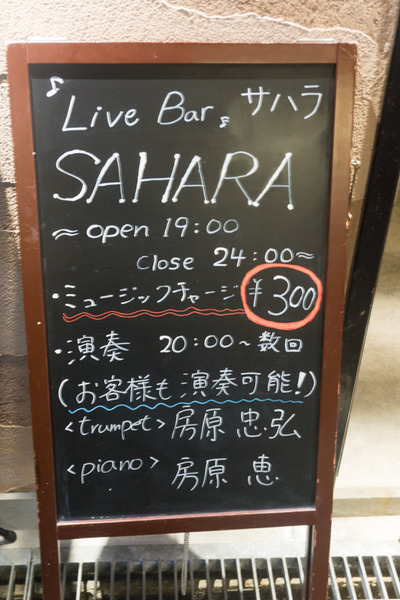 ♪Live Bar♪ サハラ
SAHARA
≈ open 19:00
close 24:00≈
・ミュージックチャージ ¥300
・演奏 20:00~数回
(お客様も演奏可能!)
<trumpet> 房原 忠弘
<piano> 房原 恵